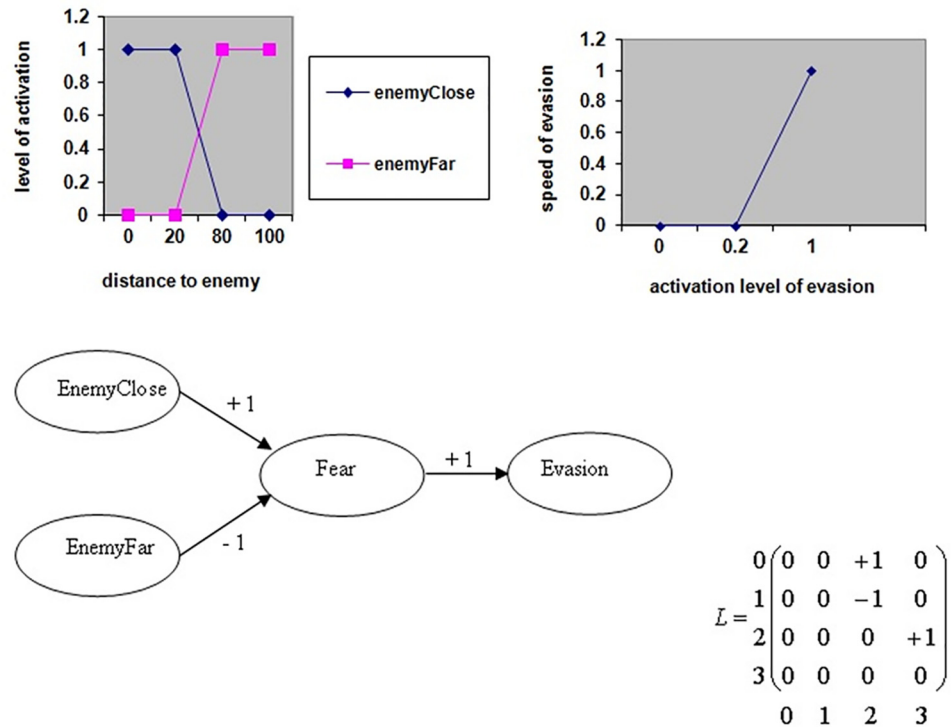 1.2
1
0.8
0.6
0.4
0.2
0
level of activation
0 20 80 100
distance to enemy
enemyClose
enemyFar
1.2
1
0.8
0.6
0.4
0.2
0
speed of evasion
0 0.2 1
activation level of evasion
EnemyClose
+ 1
Fear
+ 1
Evasion
EnemyFar
- 1
L =
0 0 0 +1 0
1 0 0 −1 0
2 0 0 0 +1
3 0 0 0 0
0 1 2 3